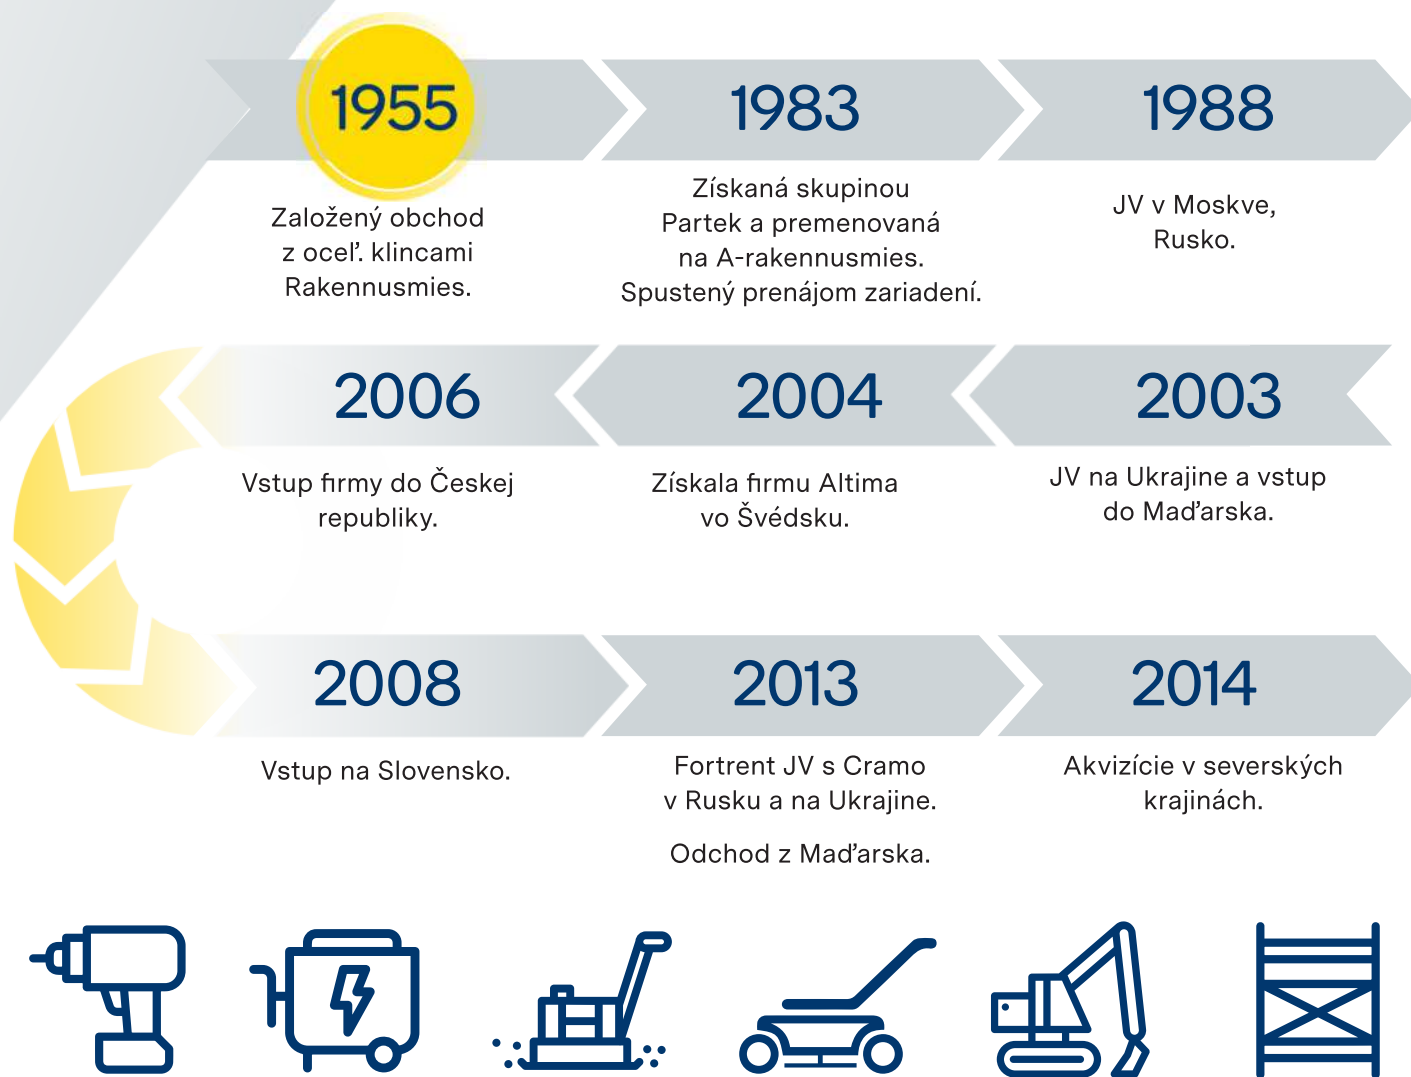 1955
Založený obchod
z oceľ. klincami
Rakennusmies.
1983
Získaná skupinou
Partek a premenovaná
na A-rakennusmies.
Spustený prenájom zariadení.
1988
JV v Moskve,
Rusko.
2003
JV na Ukrajine a vstup
do Maďarska.
2004
Získala firmu Altima
vo Švédsku.
2006
Vstup firmy do Českej
republiky.
2008
Vstup na Slovensko.
2013
Fortrent JV s Cramo
v Rusku a na Ukrajine.
Odchod z Maďarska.
2014
Akvizície v severských
krajinách.